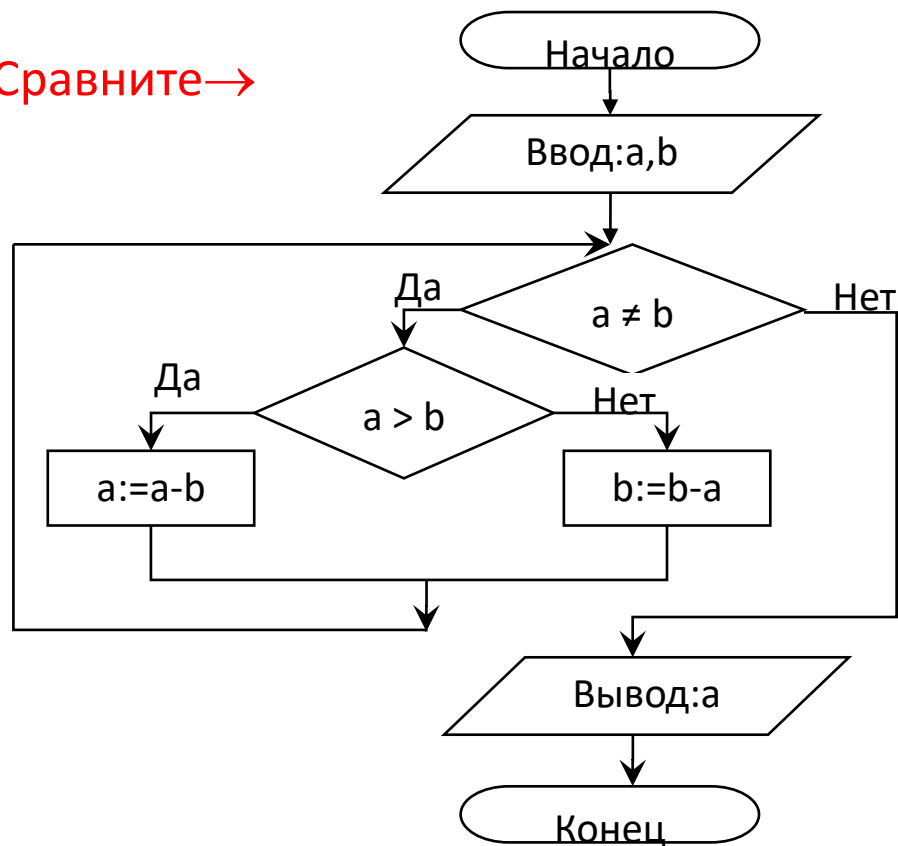 Начало
Сравните→
Ввод:a,b
Да
Нет
a ≠ b
Да
Нет
a > b
a:=a-b
b:=b-a
Вывод:a
Конец